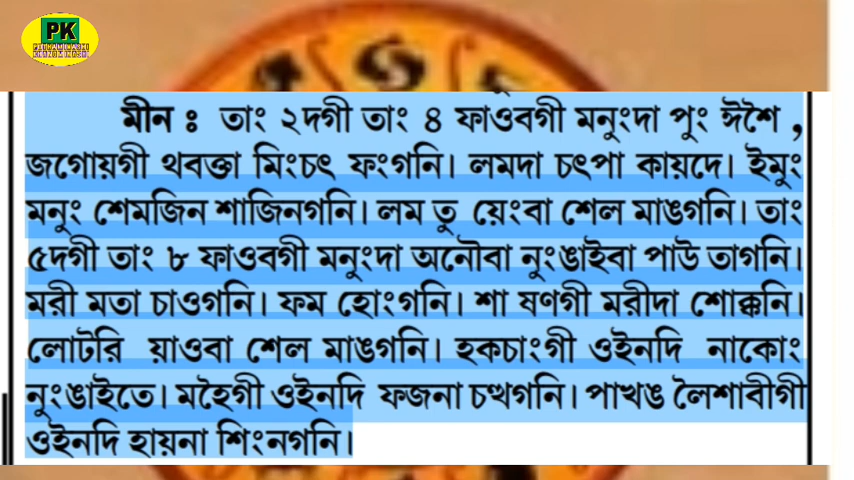 PK
মীন : তাং ২দগী তাং ৪ ফাওবগী মনুংদা পুং ঈশৈ ,
জগোয়গী থবক্তা মিংচৎ ফংগনি। লমদা চৎপা কায়দে। ইমুং
মনুং শেমজিন শাজিনগনি। লম তু য়েংবা শেল মাঙগনি। তাং
৫দগী তাং ৮ ফাওবগী মনুংদা অনৌবা নুংঙাইবা পাউ তাগনি।
মরী মতা চাওগনি। ফম হোংগনি। শা ষণগী মরীদা শোক্কনি।
লোটরি য়াওবা শেল মাঙগনি। হকচাংগী ওইনদি নাকোং
নুংঙাইতে। মহৈগী ওইনদি ফজনা চত্থগনি। পাখঙ লৈশাবীগী
ওইনদি হায়না শিংনগনি।